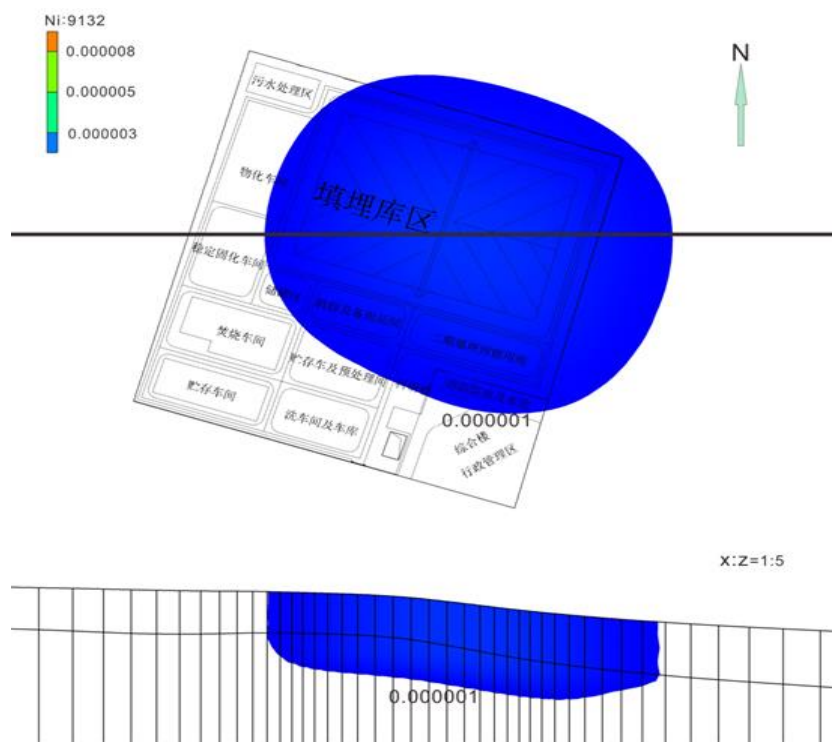 Ni:9132
0.000008
0.000005
0.000003
N
污水处理区
物化车间
填埋库区
稳定固化车间
焚烧车间
贮存车及预处理间
贮存车间
洗车间及车库
0.000001
综合楼
行政管理区
x:z=1:5
0.000001